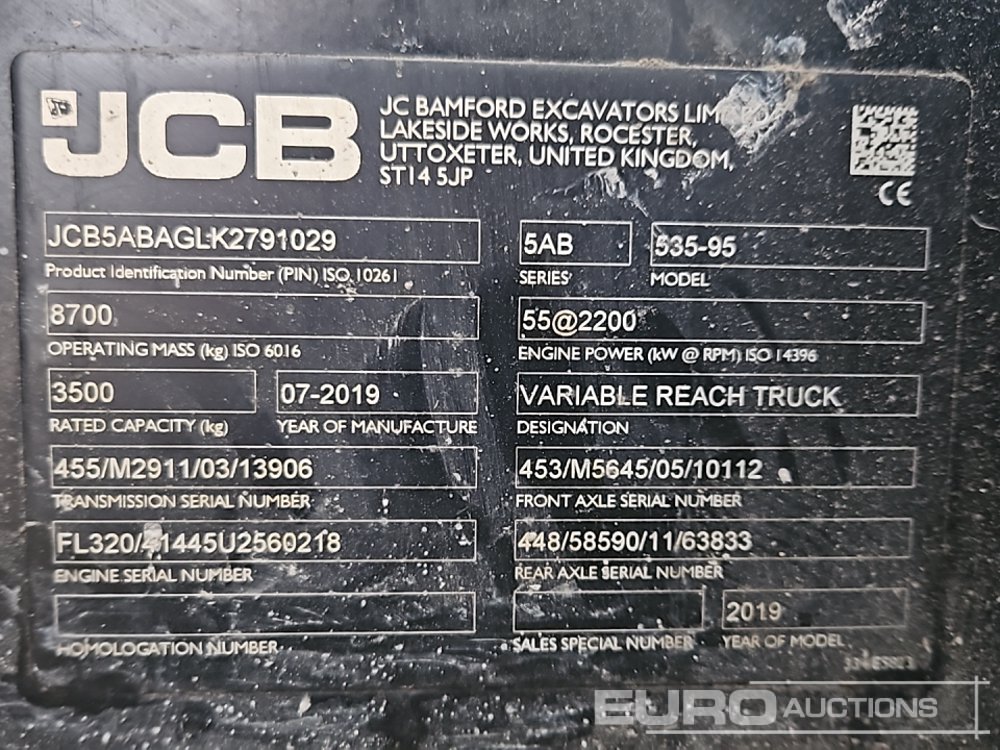 JCB
JC BAMFORD EXCAVATORS
LAKESIDE WORKS, ROCESTER,
UTTOXETER, UNITED KINGDOM,
ST14 5JP
CE
JCB5ABAGLK2791029
Product Identification Number (PIN) ISO 10261
5AB
SERIES
535-95
MODEL
8700
OPERATING MASS (kg) ISO 6016
55@2200
ENGINE POWER (kW @ RPM) ISO 14396
3500
RATED CAPACITY (kg)
07-2019
YEAR OF MANUFACTURE
VARIABLE REACH TRUCK
DESIGNATION
455/M2911/03/13906
TRANSMISSION SERIAL NUMBER
453/M5645/05/10112
FRONT AXLE SERIAL NUMBER
FL320/41445U2560218
ENGINE SERIAL NUMBER
448/58590/11/63833
REAR AXLE SERIAL NUMBER
HOMOLOGATION NUMBER
SALES SPECIAL NUMBER
2019
YEAR OF MODEL
EURO AUCTIONS